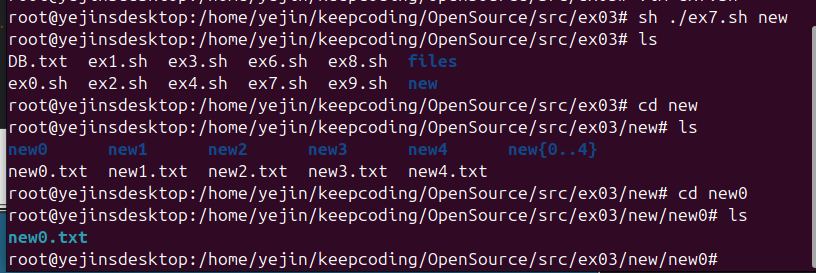 root@yejinsdesktop:/home/yejin/keepcoding/OpenSource/src/ex03# sh ./ex7.sh new
root@yejinsdesktop:/home/yejin/keepcoding/OpenSource/src/ex03# ls
DB.txt  ex1.sh  ex3.sh  ex6.sh  ex8.sh  files
ex0.sh  ex2.sh  ex4.sh  ex7.sh  ex9.sh  new
root@yejinsdesktop:/home/yejin/keepcoding/OpenSource/src/ex03# cd new
root@yejinsdesktop:/home/yejin/keepcoding/OpenSource/src/ex03/new# ls
new0      new1      new2      new3      new4      new{0..4}
new0.txt  new1.txt  new2.txt  new3.txt  new4.txt
root@yejinsdesktop:/home/yejin/keepcoding/OpenSource/src/ex03/new# cd new0
root@yejinsdesktop:/home/yejin/keepcoding/OpenSource/src/ex03/new/new0# ls
new0.txt
root@yejinsdesktop:/home/yejin/keepcoding/OpenSource/src/ex03/new/new0#